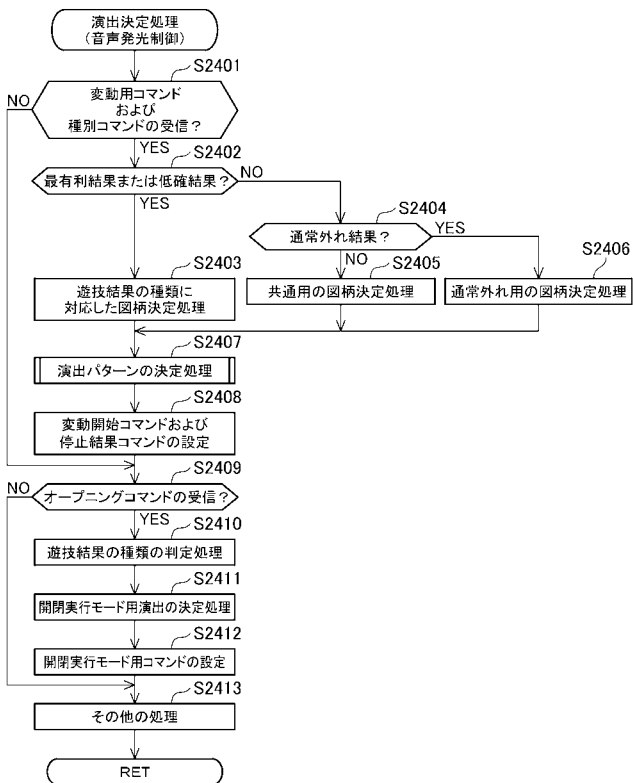 演出決定処理
(音声発光制御)
S2401
NO
変動用コマンド
および
種別コマンドの受信?
YES
S2402
最有利結果または低確結果?
NO
YES
S2404
通常外れ結果?
YES
NO
S2403
遊技結果の種類に
対応した図柄決定処理
S2405
共通用の図柄決定処理
S2406
通常外れ用の図柄決定処理
S2407
演出パターンの決定処理
S2408
変動開始コマンドおよび
停止結果コマンドの設定
S2409
NO
オープニングコマンドの受信?
YES
S2410
遊技結果の種類の判定処理
S2411
開閉実行モード用演出の決定処理
S2412
開閉実行モード用コマンドの設定
S2413
その他の処理
RET